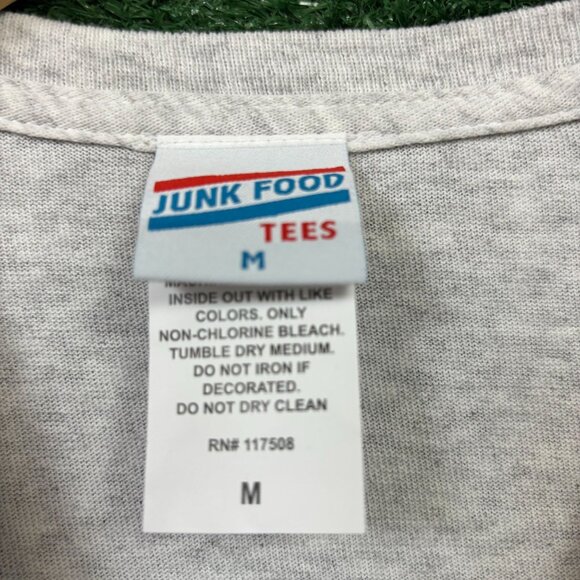 JUNK FOOD
TEES
M
INSIDE OUT WITH LIKE
COLORS. ONLY
NON-CHLORINE BLEACH.
TUMBLE DRY MEDIUM.
DO NOT IRON IF
DECORATED.
DO NOT DRY CLEAN
RN# 117508
M